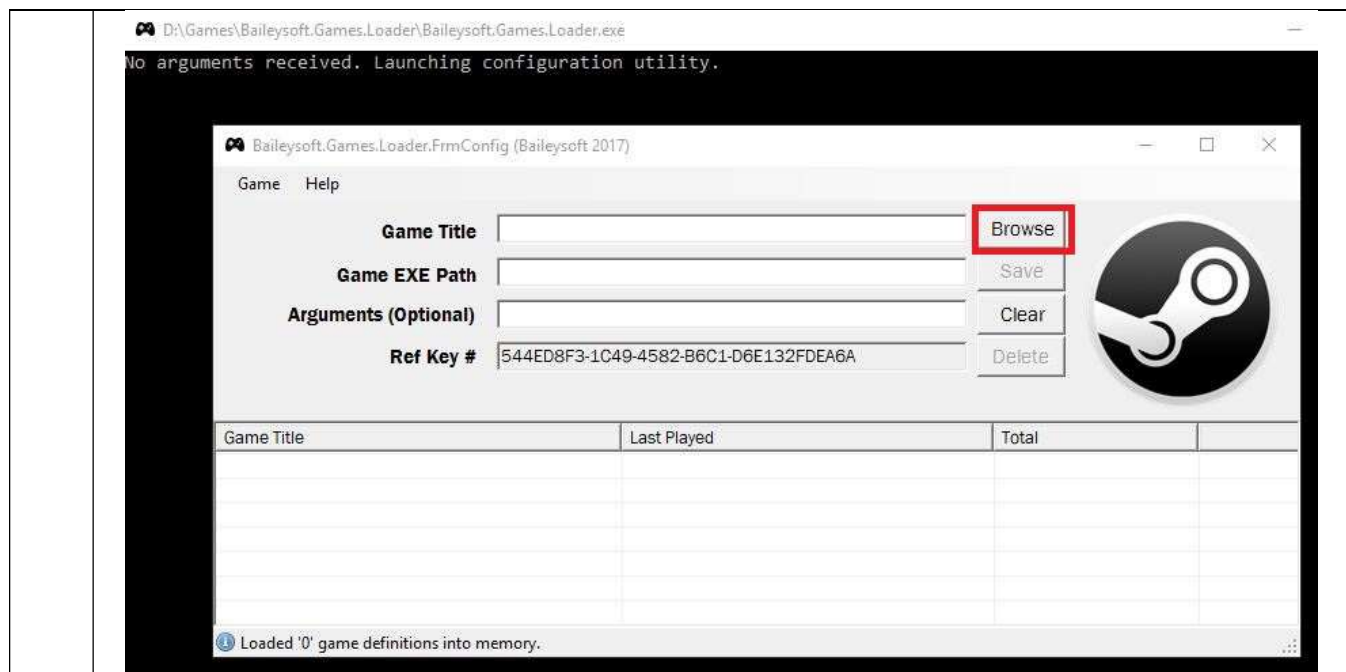 D:\Games\Baileysoft.Games.Loader\Baileysoft.Games.Loader.exe
No arguments received. Launching configuration utility.
Baileysoft.Games.Loader.FrmConfig (Baileysoft 2017)
Game Help
Game Title Browse
Game EXE Path Save
Arguments (Optional) Clear
Ref Key # 544ED8F3-1C49-4582-B6C1-D6E132FDEA6A Delete
Game Title Last Played Total
Loaded '0' game definitions into memory.